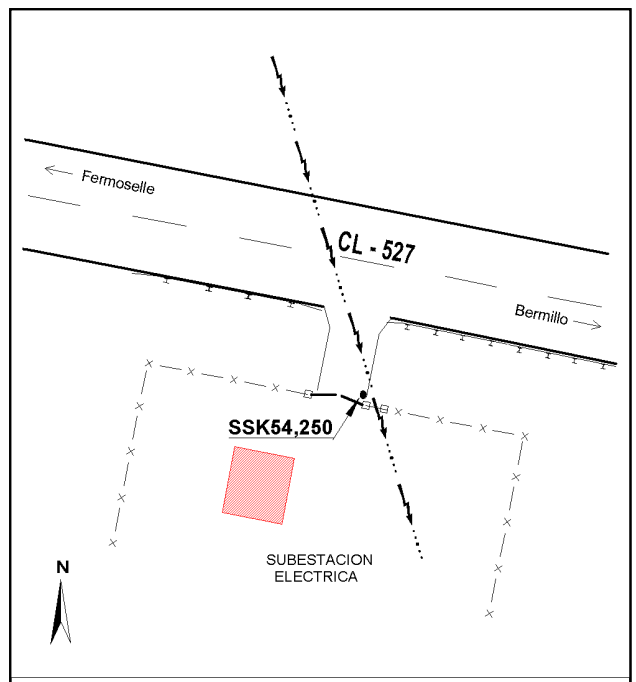 Fermoselle
CL - 527
Bermillo
SSK54,250
SUBESTACION
ELECTRICA
N